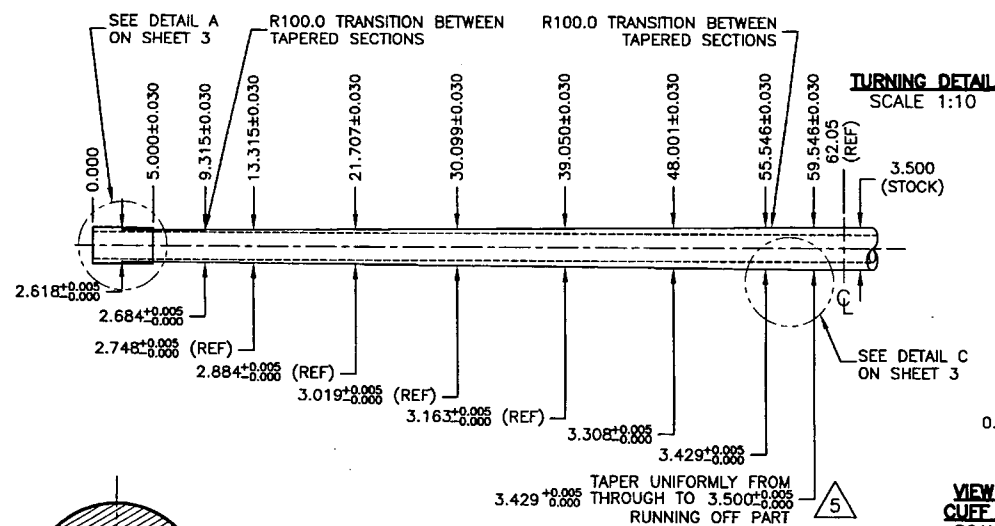 SEE DETAIL A
ON SHEET 3
R100.0 TRANSITION BETWEEN
TAPERED SECTIONS
R100.0 TRANSITION BETWEEN
TAPERED SECTIONS
TURNING DETAIL
SCALE 1:10
0.000
5.000±0.030
9.315±0.030
13.315±0.030
21.707±0.030
30.099±0.030
39.050±0.030
48.001±0.030
55.546±0.030
59.546±0.030
62.05
(REF)
3.500
(STOCK)
2.618 +0.005 -0.000
2.684 +0.005 -0.000
2.748 +0.005 -0.000 (REF)
2.884 +0.005 -0.000 (REF)
3.019 +0.005 -0.000 (REF)
3.163 +0.005 -0.000 (REF)
3.308 +0.005 -0.000
3.429 +0.005 -0.000
℄
SEE DETAIL C
ON SHEET 3
0.
TAPER UNIFORMLY FROM
3.429 +0.005 0.000 THROUGH TO 3.500 +0.005 -0.000
RUNNING OFF PART
5
VIEW
CUFF